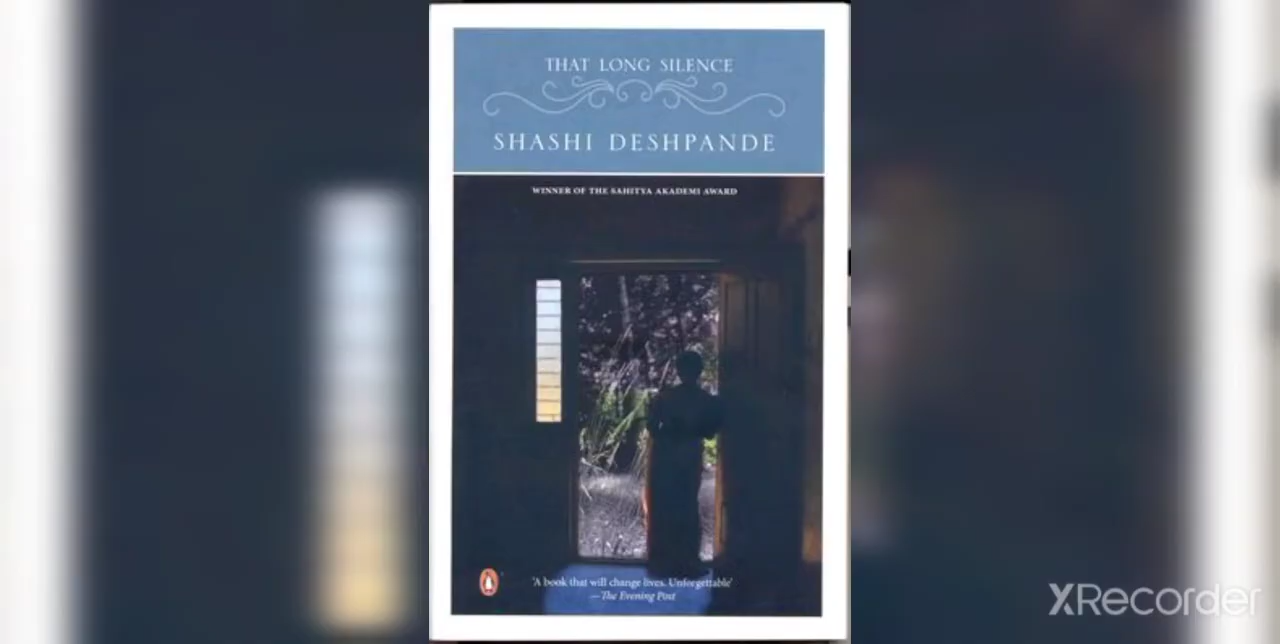 THAT LONG SILENCE
SHASHI DESHPANDE
WINNER OF THE SAHITYA AKADEMI AWARD
'A book that will change lives. Unforgettable'
—The Evening Post
XRecorder